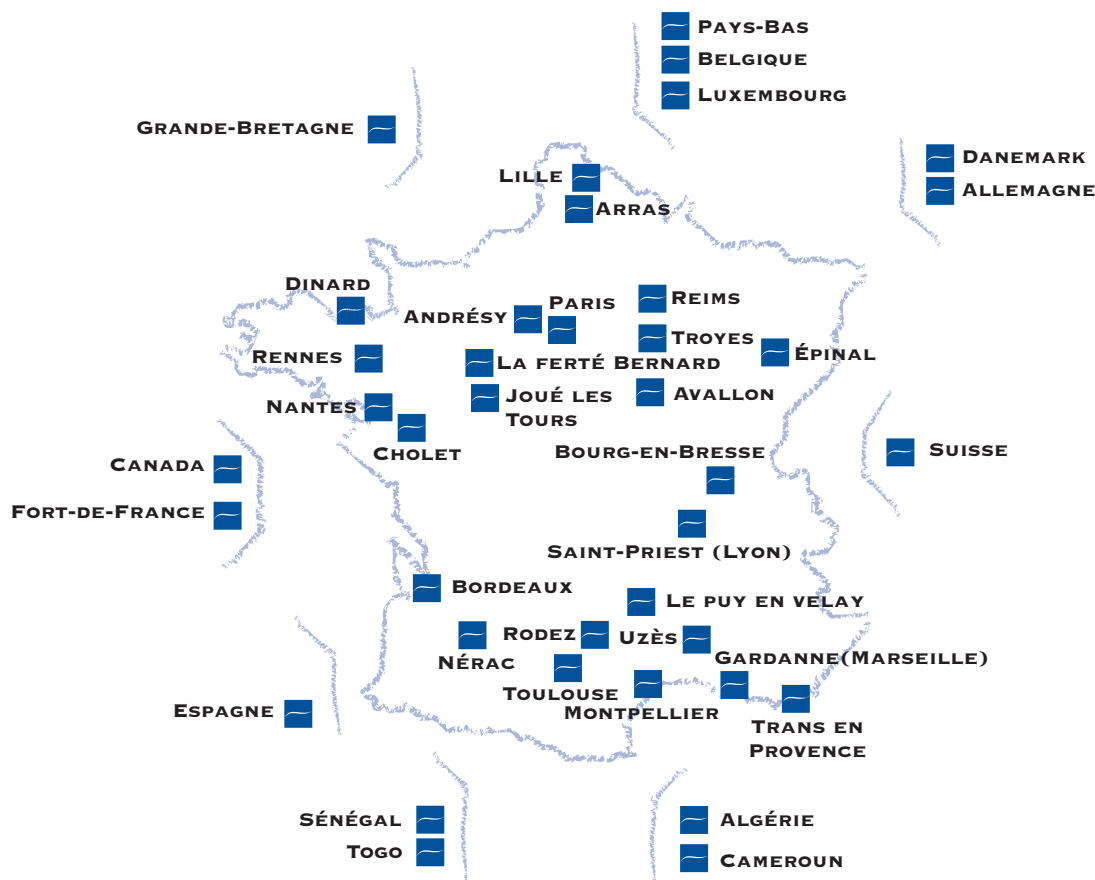 PAYS-BAS
BELGIQUE
LUXEMBOURG
GRANDE-BRETAGNE
DANEMARK
ALLEMAGNE
LILLE
ARRAS
DINARD
ANDRÉSY
PARIS
REIMS
TROYES
ÉPINAL
RENNES
LA FERTÉ BERNARD
NANTES
JOUÉ LES
TOURS
AVALLON
CHOLET
BOURG-EN-BRESSE
SUISSE
CANADA
FORT-DE-FRANCE
SAINT-PRIEST (LYON)
BORDEAUX
LE PUY EN VELAY
RODEZ
UZÈS
NÉRAC
GARDANNE(MARSEILLE)
TOULOUSE
MONTPELLIER
ESPAGNE
TRANS EN
PROVENCE
SÉNÉGAL
TOGO
ALGÉRIE
CAMEROUN